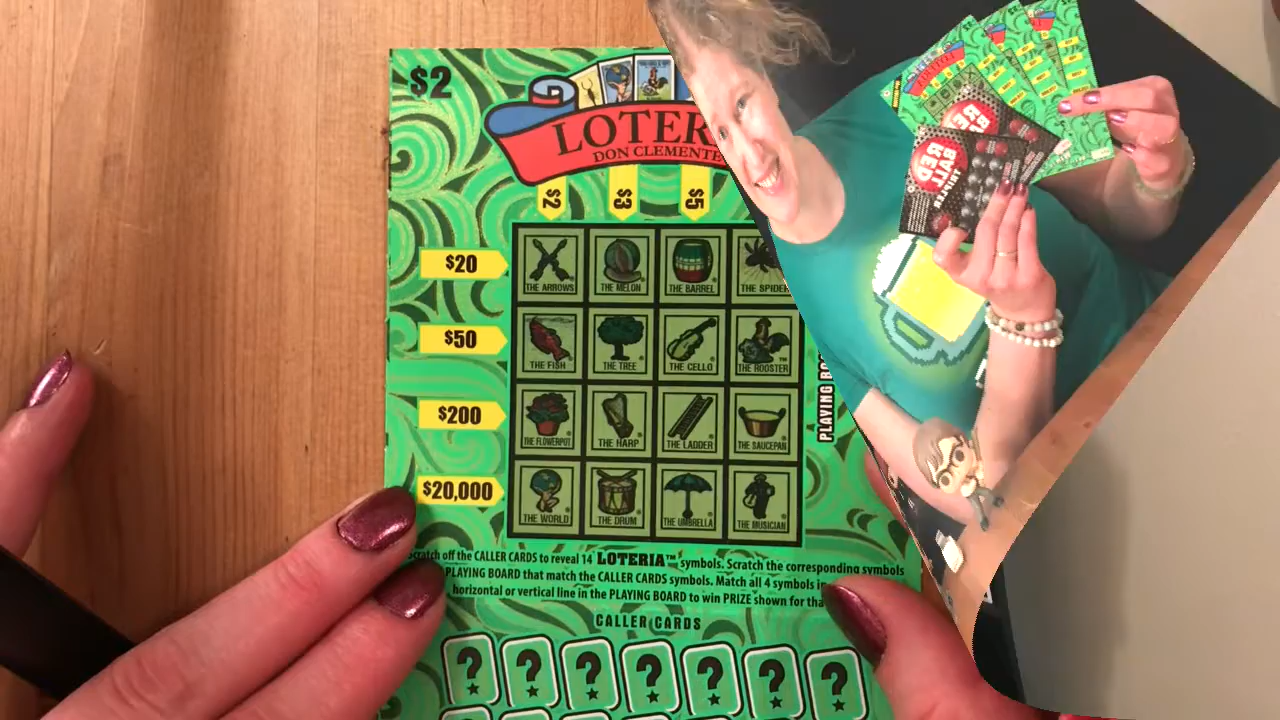 $2
LOTER
DON CLEMENTE
$2 $3 $5
$20
THE ARROWS THE MELON THE BARREL THE SPIDER
$50
THE FISH THE TREE THE CELLO THE ROOSTER
$200
THE FLOWERPOT THE HARP THE LADDER THE SAUCEPAN
PLAYING BO
$20,000
THE WORLD THE DRUM THE UMBRELLA THE MUSICIAN
Scratch off the CALLER CARDS to reveal 14 LOTERIA™ symbols. Scratch the corresponding symbols
PLAYING BOARD that match the CALLER CARDS symbols. Match all 4 symbols in
horizontal or vertical line in the PLAYING BOARD to win PRIZE shown for tha
CALLER CARDS
? ? ? ? ? ? ?
RED
BALL
TRIPLER
RED